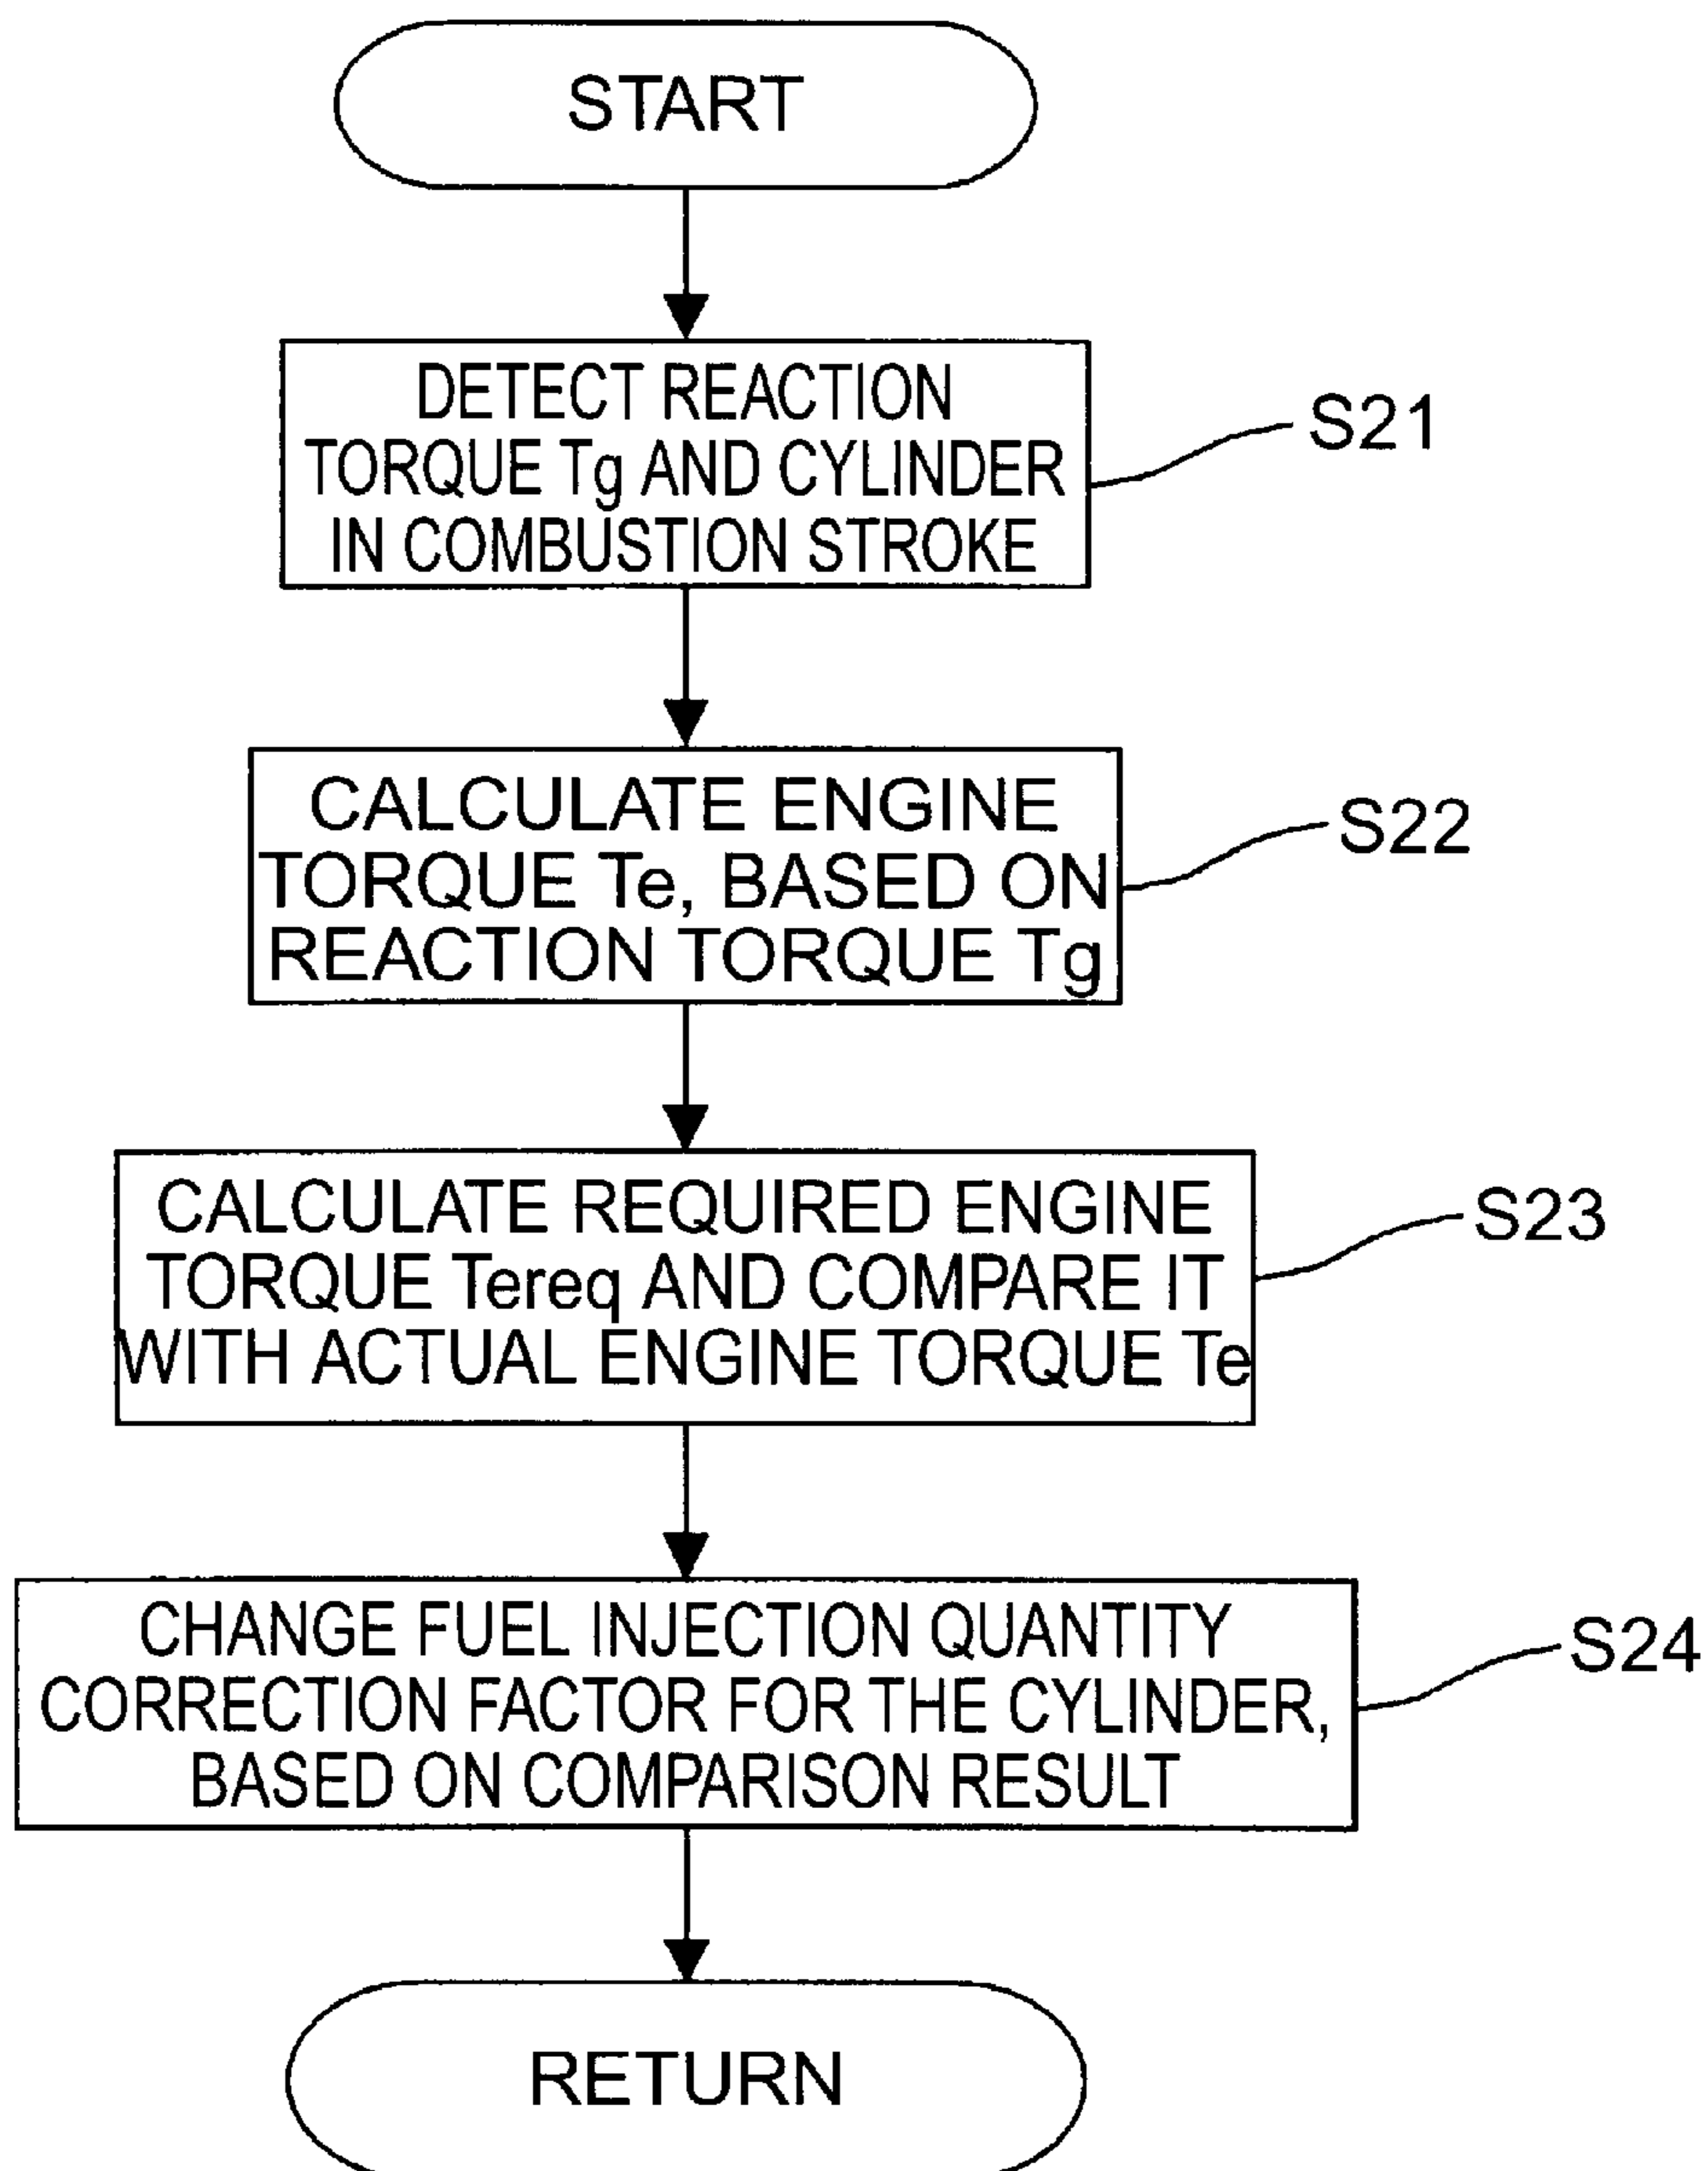 START
DETECT REACTION
TORQUE Tg AND CYLINDER
IN COMBUSTION STROKE
S21
CALCULATE ENGINE
TORQUE Te, BASED ON
REACTION TORQUE Tg
S22
CALCULATE REQUIRED ENGINE
TORQUE Tereq AND COMPARE IT
WITH ACTUAL ENGINE TORQUE Te
S23
CHANGE FUEL INJECTION QUANTITY
CORRECTION FACTOR FOR THE CYLINDER,
BASED ON COMPARISON RESULT
S24
RETURN